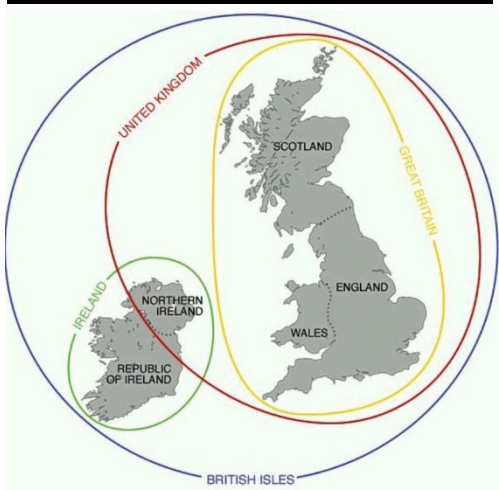 UNITED KINGDOM
SCOTLAND
GREAT BRITAIN
IRELAND
NORTHERN
IRELAND
ENGLAND
WALES
REPUBLIC
OF IRELAND
BRITISH ISLES